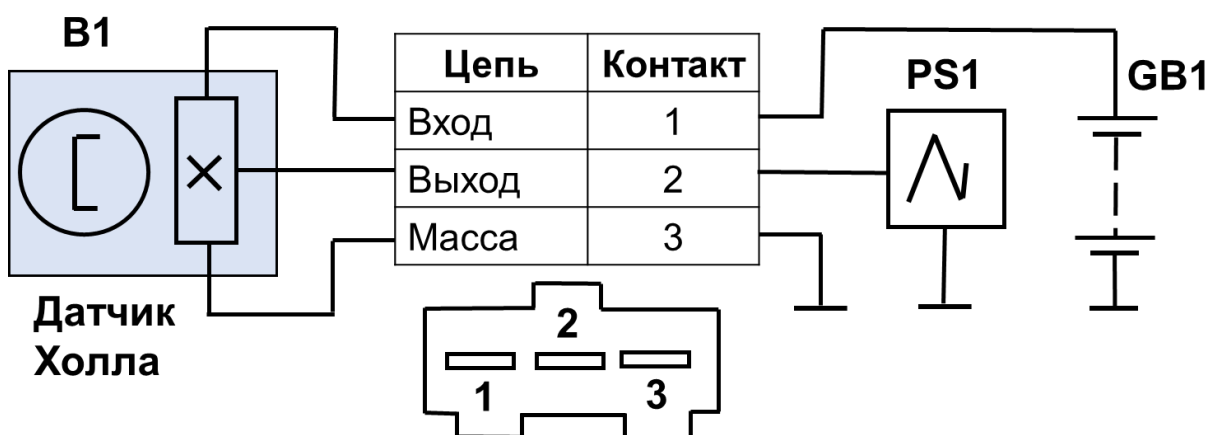 B1
Цепь Контакт
Вход 1
Выход 2
Масса 3
PS1
GB1
Датчик
Холла
2
1 3